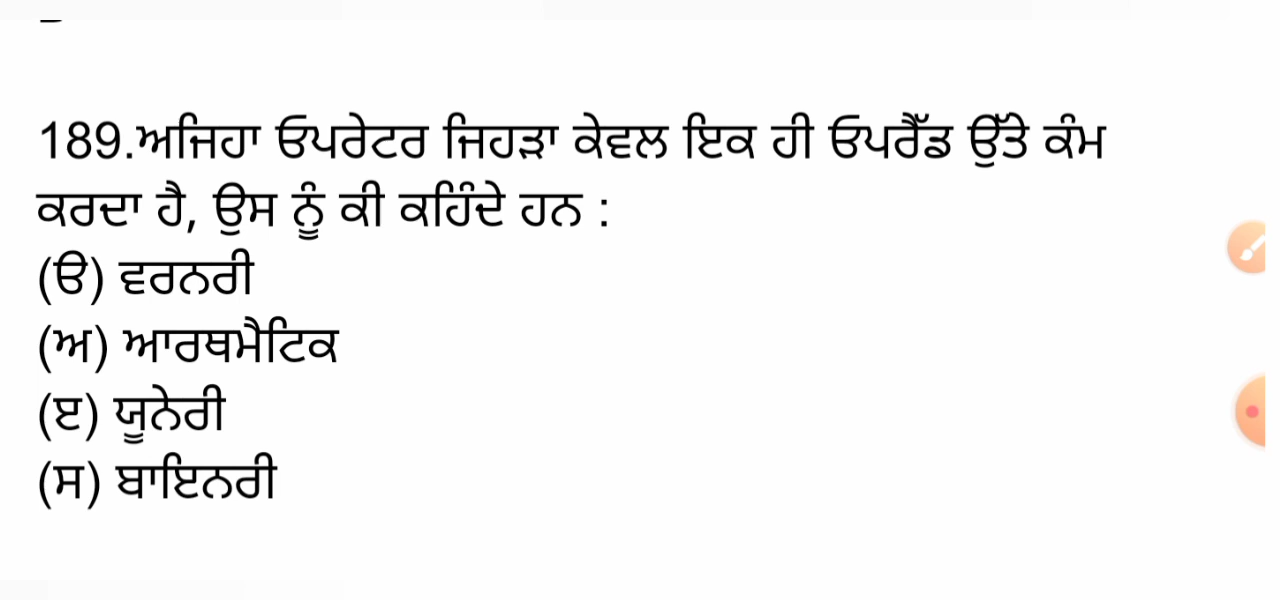 189.ਅਜਿਹਾ ਓਪਰੇਟਰ ਜਿਹੜਾ ਕੇਵਲ ਇਕ ਹੀ ਓਪਰੈਂਡ ਉੱਤੇ ਕੰਮ
ਕਰਦਾ ਹੈ, ਉਸ ਨੂੰ ਕੀ ਕਹਿੰਦੇ ਹਨ :
(ੳ) ਵਰਨਰੀ
(ਅ) ਆਰਥਮੈਟਿਕ
(ੲ) ਯੂਨੇਰੀ
(ਸ) ਬਾਇਨਰੀ